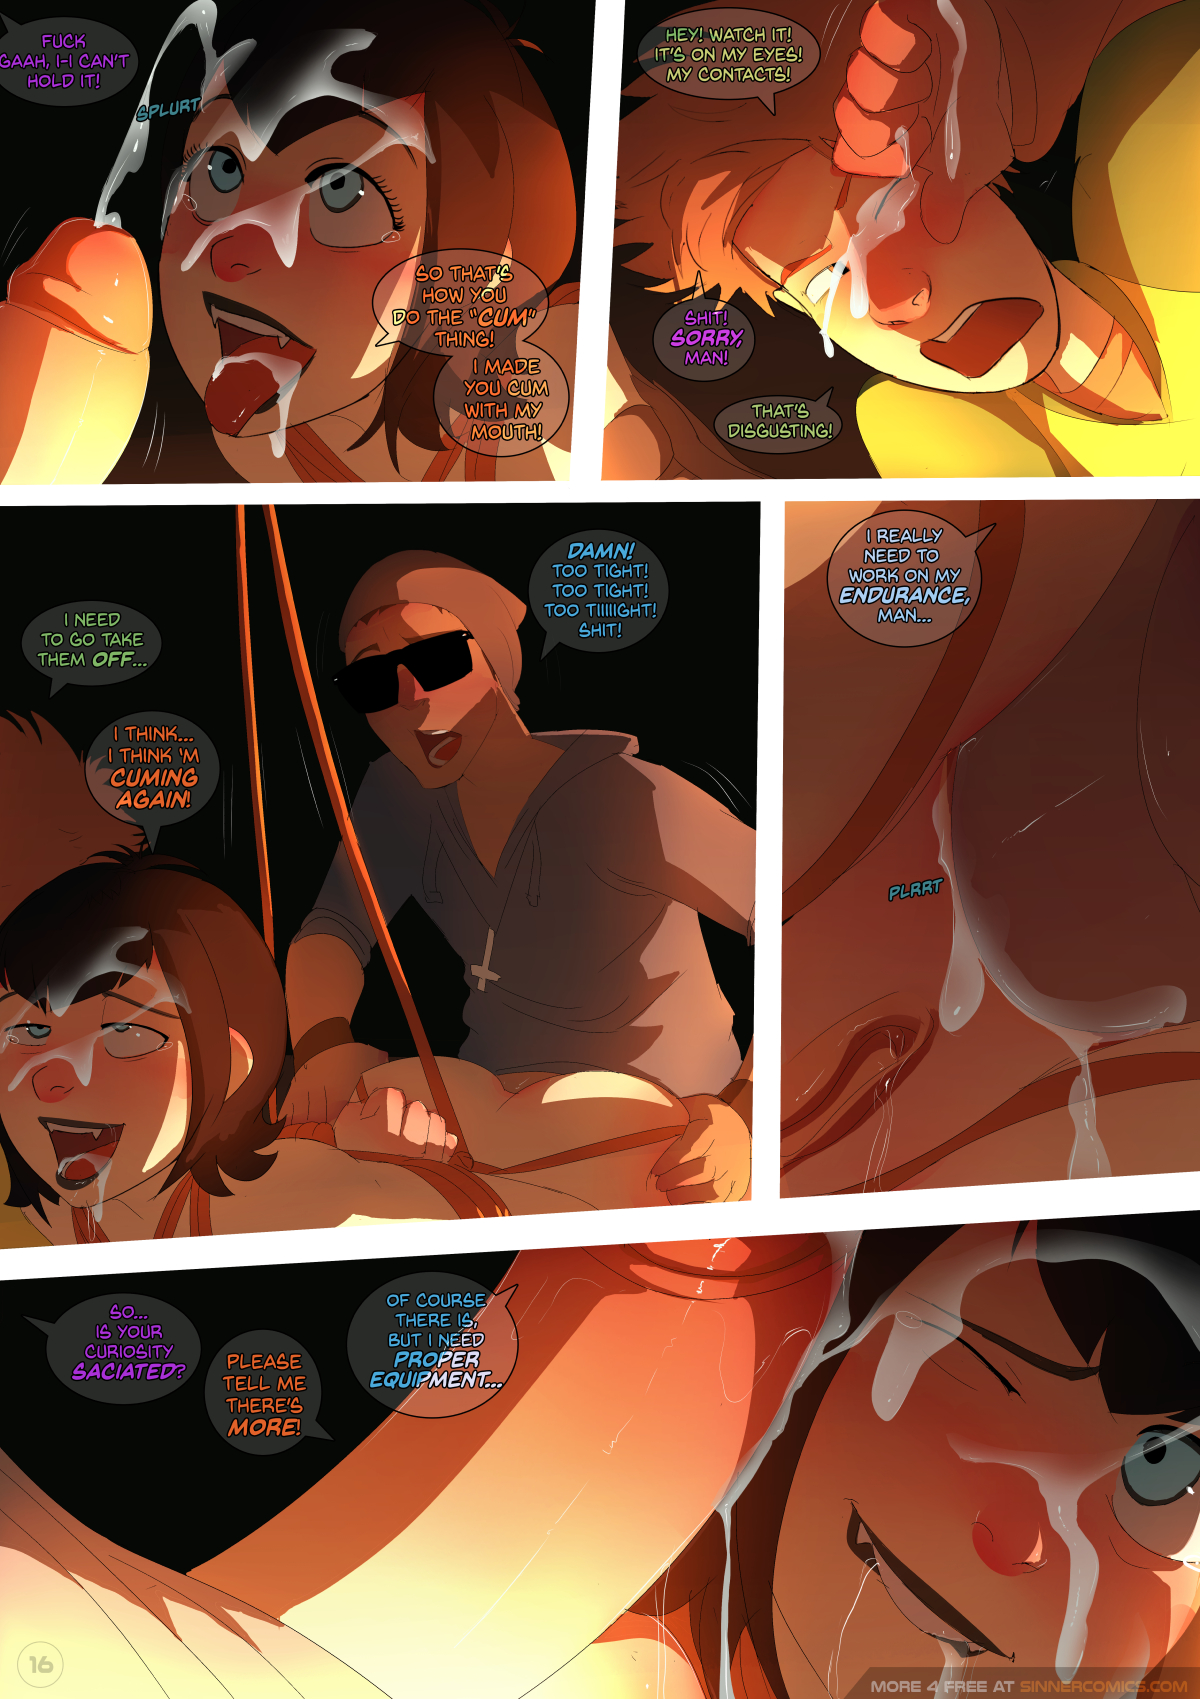 FUCK
GAAH, I-I CAN'T
HOLD IT!
SPLURT
SO THAT'S
HOW YOU
DO THE "CUM"
THING!
I MADE
YOU CUM
WITH MY
MOUTH!
HEY! WATCH IT!
IT'S ON MY EYES!
MY CONTACTS!
SHIT!
SORRY,
MAN!
THAT'S
DISGUSTING!
I NEED
TO GO TAKE
THEM OFF...
I THINK...
I THINK 'M
CUMING
AGAIN!
DAMN!
TOO TIGHT!
TOO TIGHT!
TOO TIIIIIGHT!
SHIT!
I REALLY
NEED TO
WORK ON MY
ENDURANCE,
MAN...
PLRRT
SO...
IS YOUR
CURIOSITY
SACIATED?
PLEASE
TELL ME
THERE'S
MORE!
OF COURSE
THERE IS,
BUT I NEED
PROPER
EQUIPMENT...
16
MORE 4 FREE AT SINNERCOMICS.COM